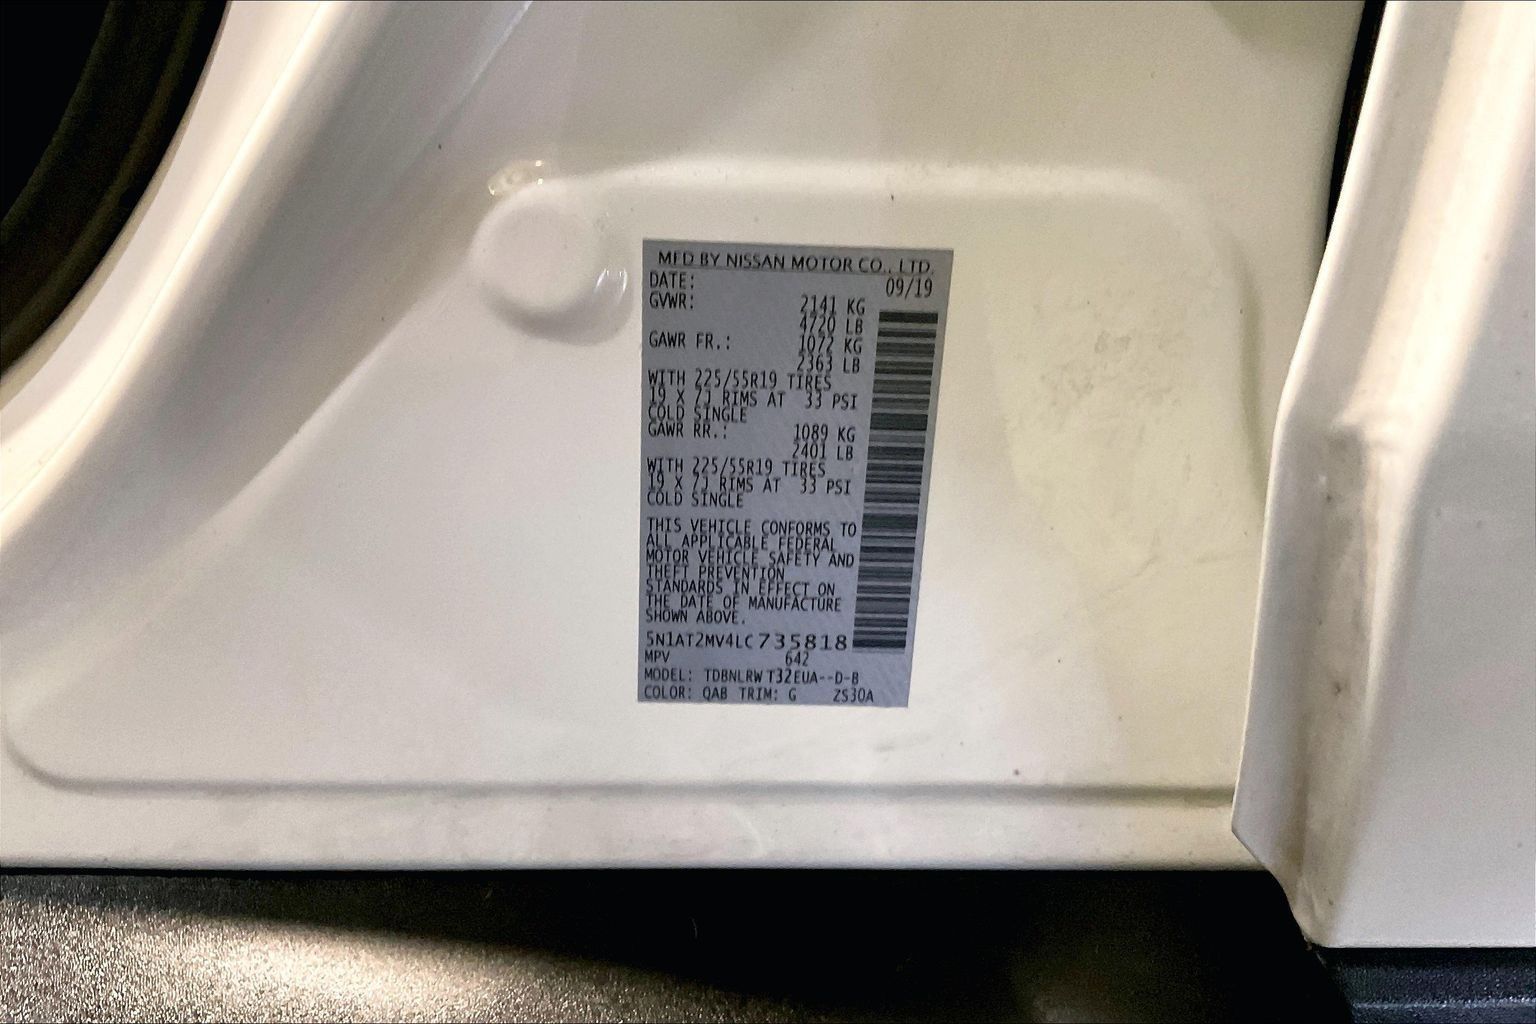 MFD BY NISSAN MOTOR CO., LTD.
DATE: 09/19
GVWR: 2141 KG
4720 LB
GAWR FR.: 1072 KG
2363 LB
WITH 225/55R19 TIRES
19 X 7J RIMS AT 33 PSI
COLD SINGLE
GAWR RR.: 1089 KG
2401 LB
WITH 225/55R19 TIRES
19 X 7J RIMS AT 33 PSI
COLD SINGLE
THIS VEHICLE CONFORMS TO
ALL APPLICABLE FEDERAL
MOTOR VEHICLE SAFETY AND
THEFT PREVENTION
STANDARDS IN EFFECT ON
THE DATE OF MANUFACTURE
SHOWN ABOVE.
5N1AT2MV4LC735818
MPV 642
MODEL: TDBNLRWT32EUA--D-B
COLOR: QAB TRIM: G ZS30A